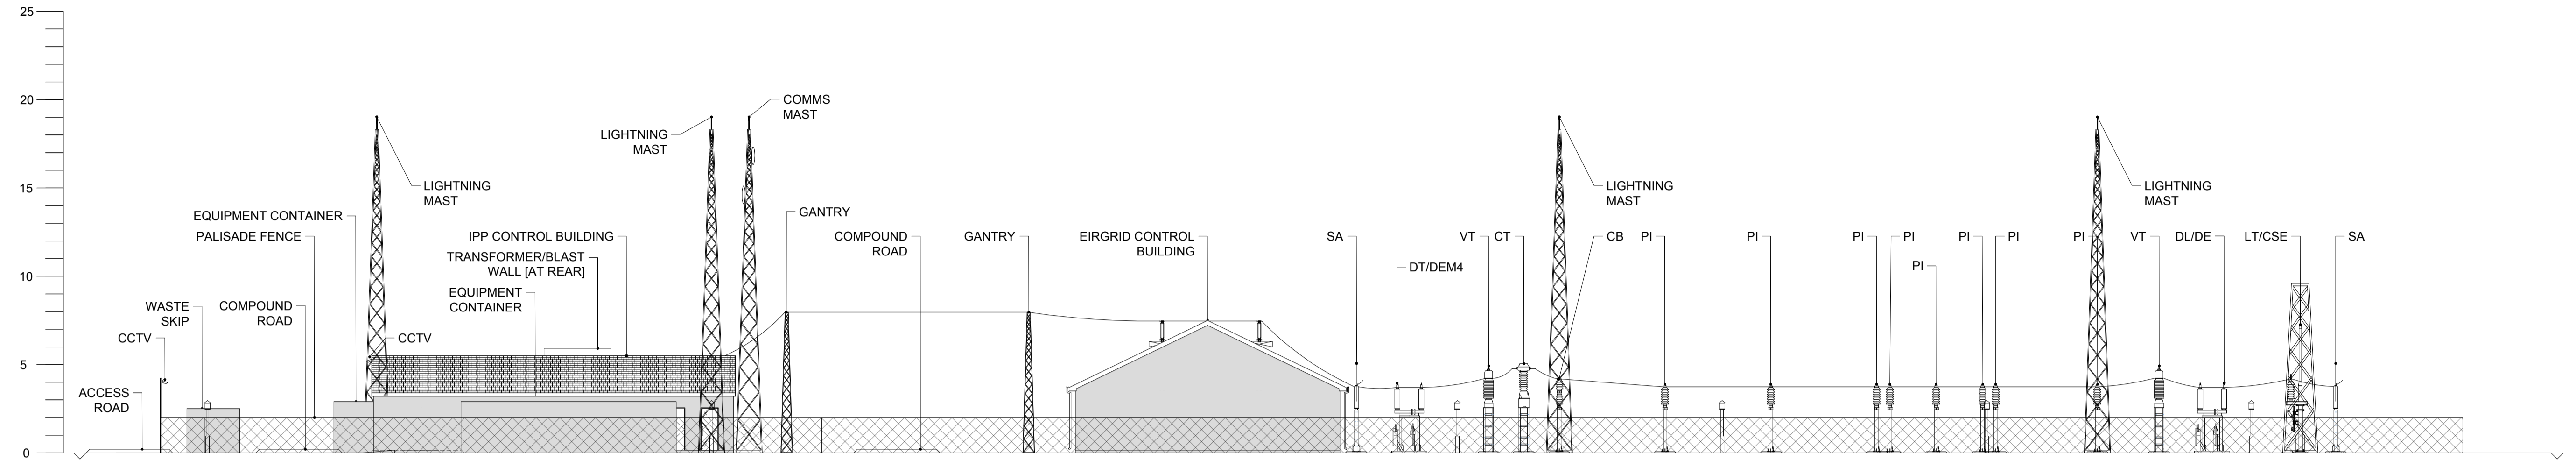 25
20
15
10
5
0
COMMS
MAST
LIGHTNING
MAST
LIGHTNING
MAST
LIGHTNING
MAST
LIGHTNING
MAST
EQUIPMENT CONTAINER
GANTRY
PALISADE FENCE
IPP CONTROL BUILDING
COMPOUND
ROAD
GANTRY
EIRGRID CONTROL
BUILDING
SA
VT
CT
CB
PI
PI
PI
PI
PI
PI
PI
VT
DL/DE
LT/CSE
SA
TRANSFORMER/BLAST
WALL [AT REAR]
DT/DEM4
PI
EQUIPMENT
CONTAINER
WASTE
SKIP
COMPOUND
ROAD
CCTV
CCTV
ACCESS
ROAD